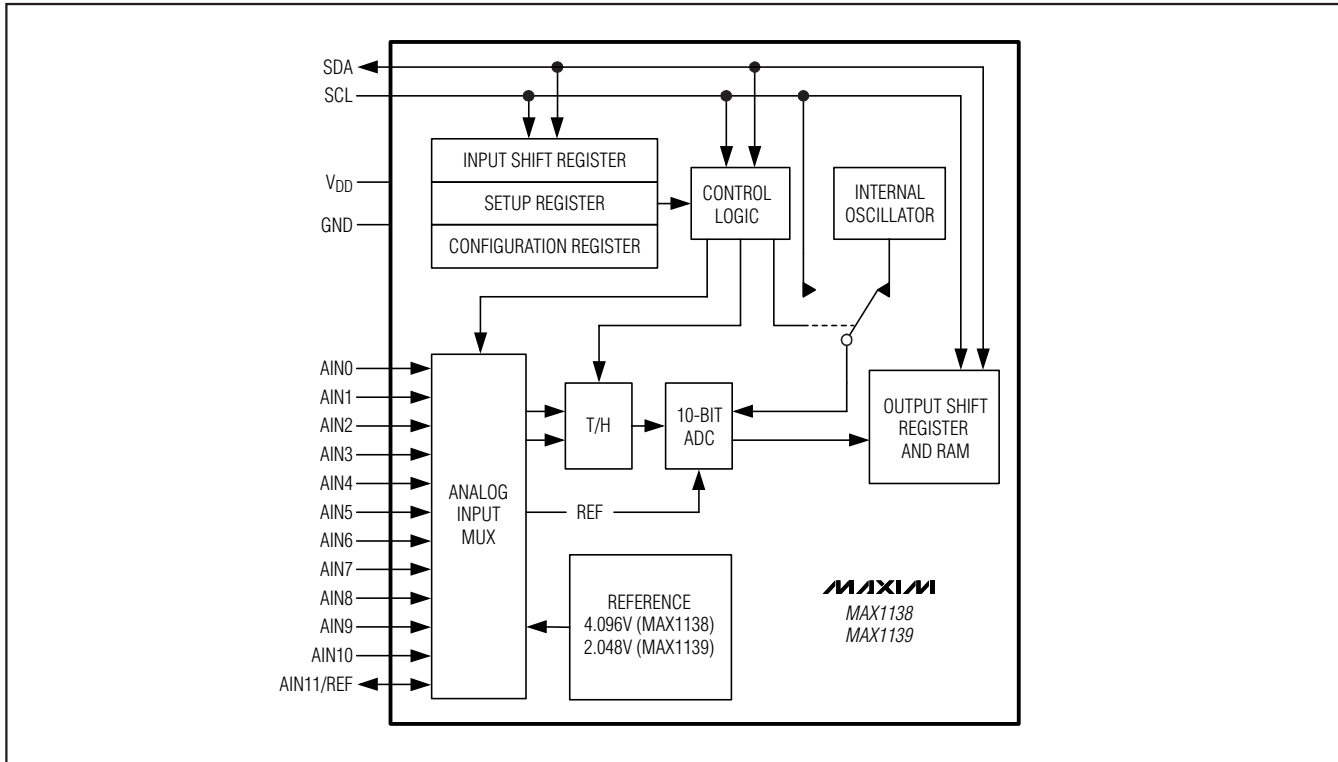 SDA
SCL
V_DD
GND
INPUT SHIFT REGISTER
SETUP REGISTER
CONFIGURATION REGISTER
CONTROL
LOGIC
INTERNAL
OSCILLATOR
AIN0
AIN1
AIN2
AIN3
AIN4
AIN5
AIN6
AIN7
AIN8
AIN9
AIN10
AIN11/REF
ANALOG
INPUT
MUX
T/H
10-BIT
ADC
REF
OUTPUT SHIFT
REGISTER
AND RAM
REFERENCE
4.096V (MAX1138)
2.048V (MAX1139)
MAXIM
MAX1138
MAX1139